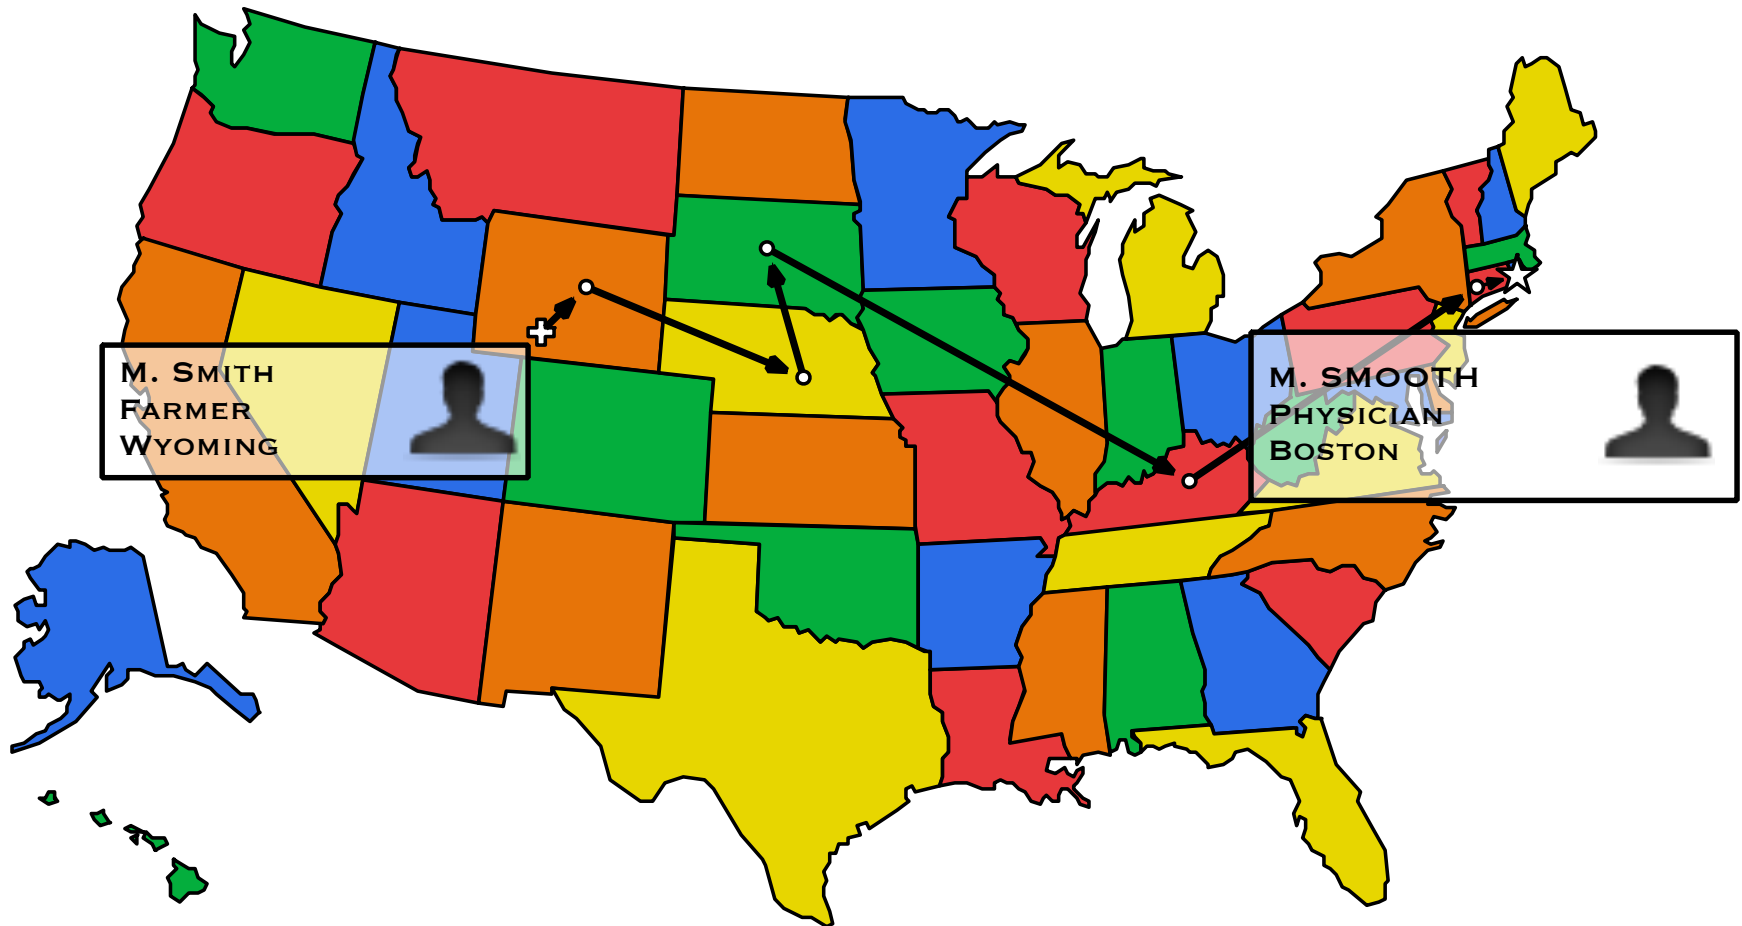 M. Smith
Farmer
Wyoming
M. SMOOTH
Physician
Boston